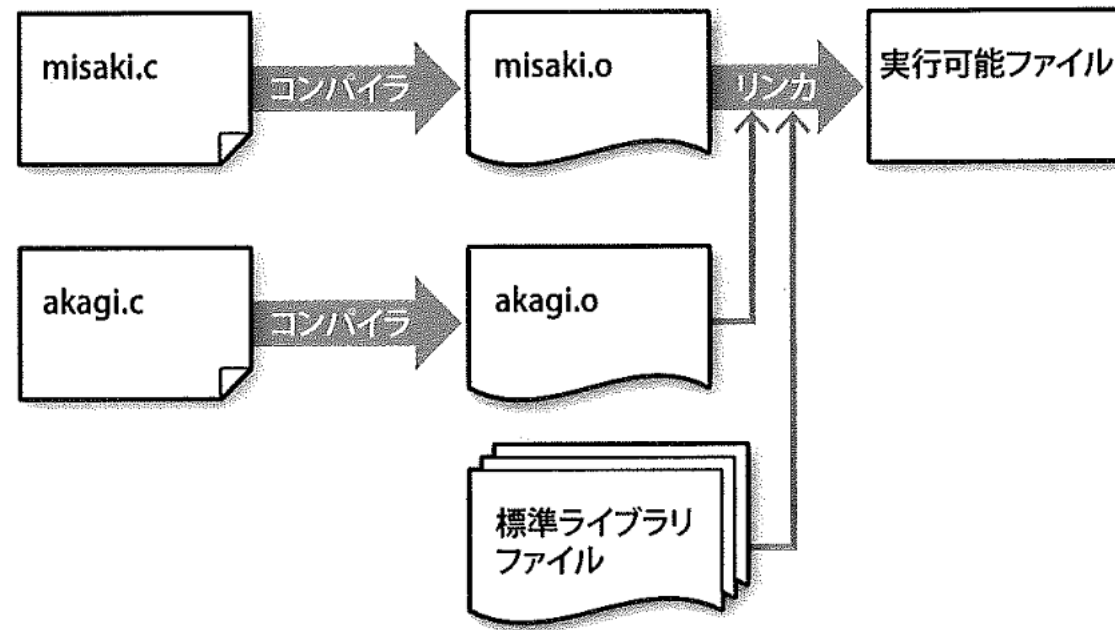 misaki.c
コンパイラ
misaki.o
リンカ
実行可能ファイル
akagi.c
コンパイラ
akagi.o
標準ライブラリ
ファイル